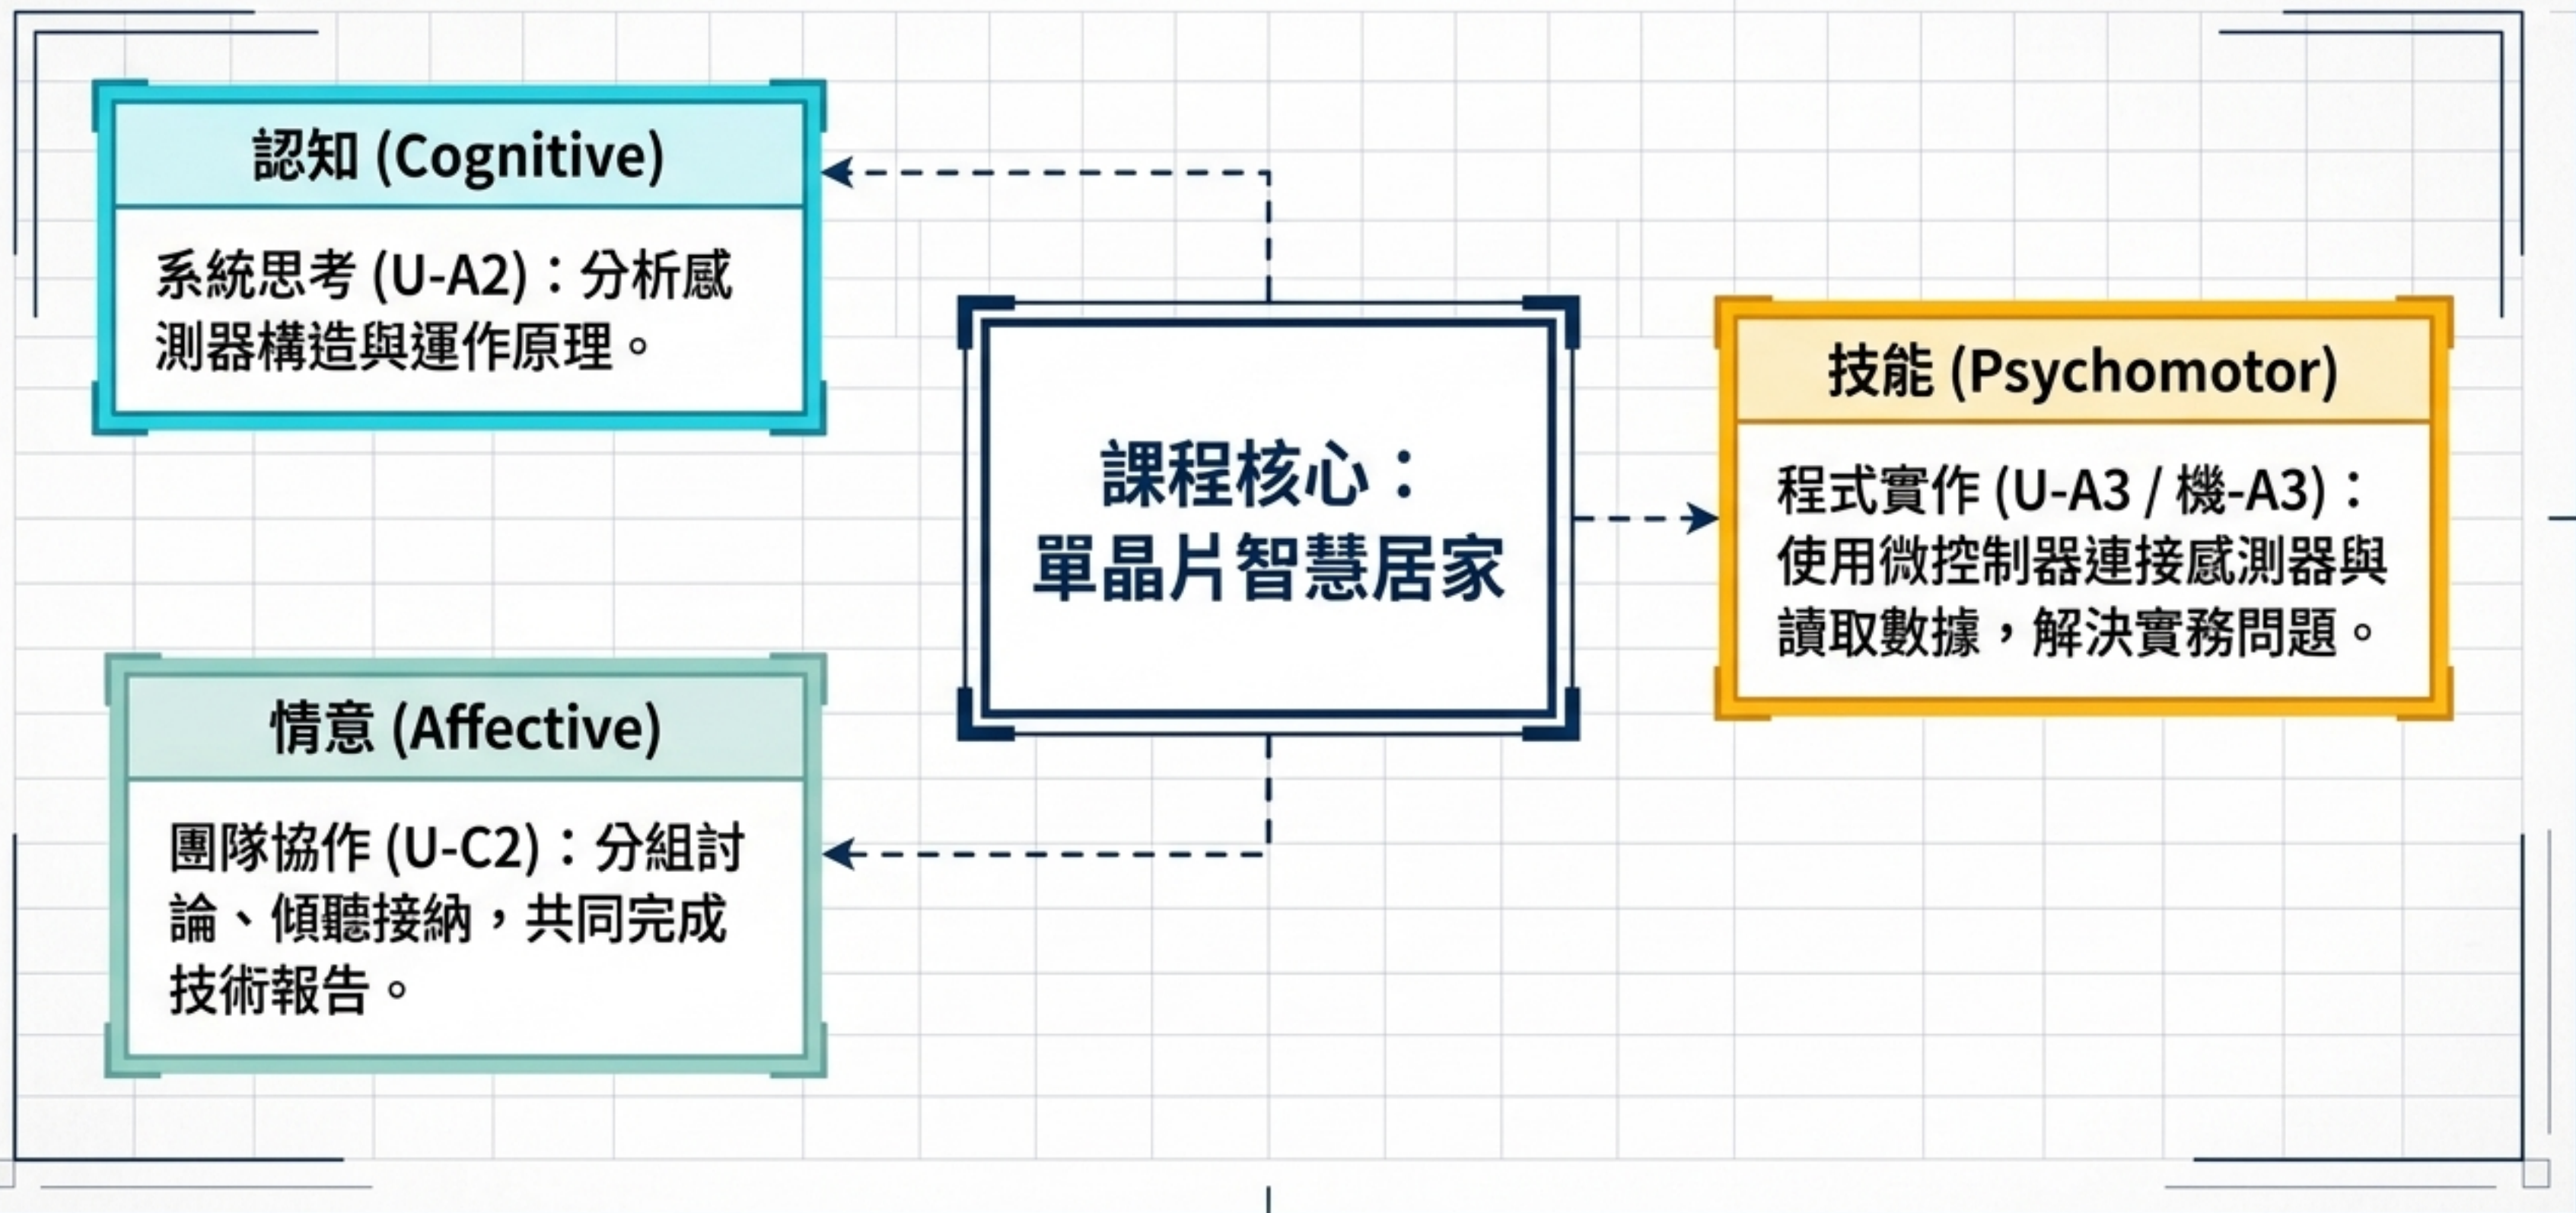 認知 (Cognitive)
系統思考 (U-A2)：分析感
測器構造與運作原理。
課程核心：
單晶片智慧居家
技能 (Psychomotor)
程式實作 (U-A3 / 機-A3)：
使用微控制器連接感測器與
讀取數據，解決實務問題。
情意 (Affective)
團隊協作 (U-C2)：分組討
論、傾聽接納，共同完成
技術報告。